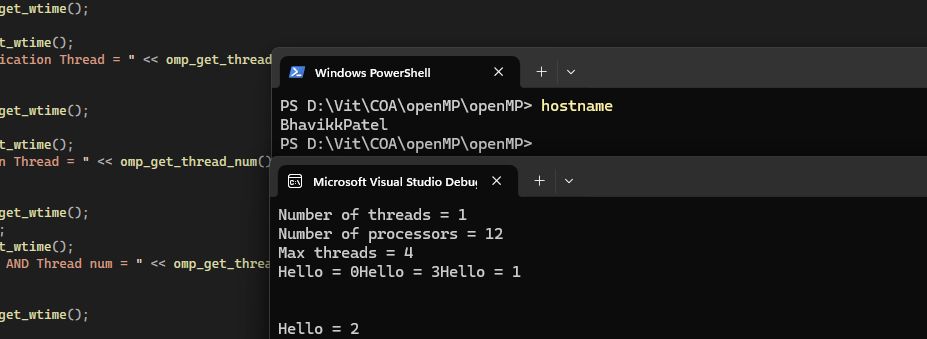 get_wtime();
t_wtime();
ication Thread = " << omp_get_thread
get_wtime();
t_wtime();
n Thread = " << omp_get_thread_num()
get_wtime();
;
t_wtime();
AND Thread num = " << omp_get_threa
get_wtime();
Windows PowerShell
PS D:\Vit\COA\openMP\openMP> hostname
BhavikkPatel
PS D:\Vit\COA\openMP\openMP>
Microsoft Visual Studio Debu
Number of threads = 1
Number of processors = 12
Max threads = 4
Hello = 0Hello = 3Hello = 1
Hello = 2